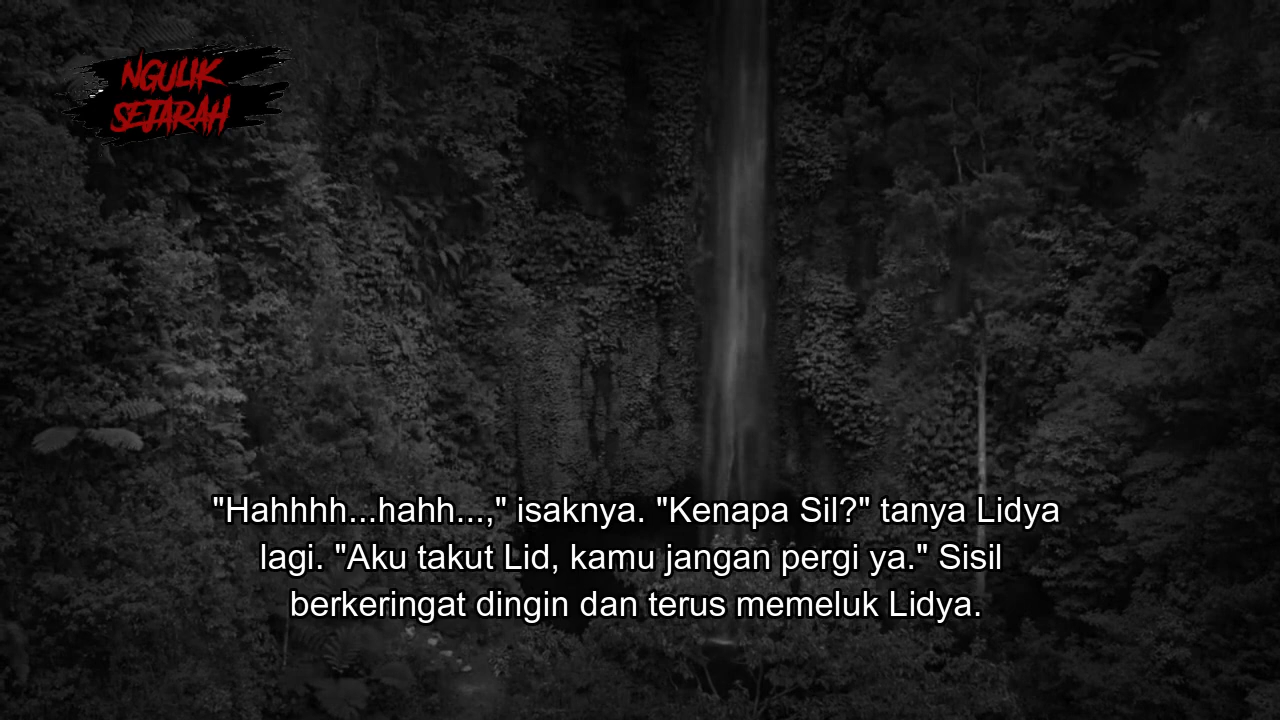 NGULIK
SEJARAH
"Hahhhh...hahh...," isaknya. "Kenapa Sil?" tanya Lidya
lagi. "Aku takut Lid, kamu jangan pergi ya." Sisil
berkeringat dingin dan terus memeluk Lidya.